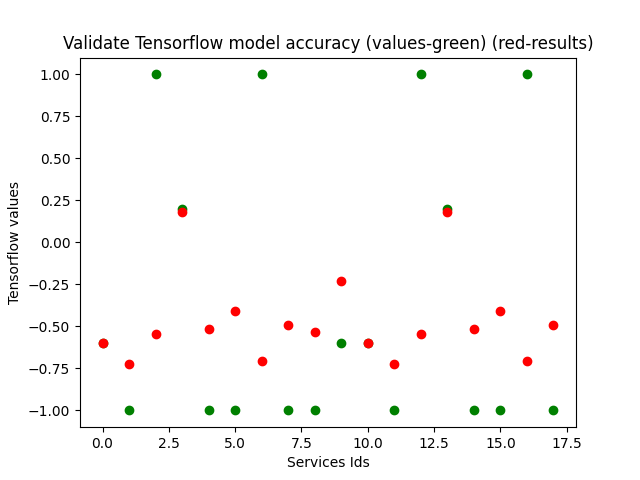 Validate Tensorflow model accuracy (values-green) (red-results)
1.00
0.75
0.50
0.25
0.00
−0.25
−0.50
−0.75
−1.00
Tensorflow values
0.0 2.5 5.0 7.5 10.0 12.5 15.0 17.5
Services Ids